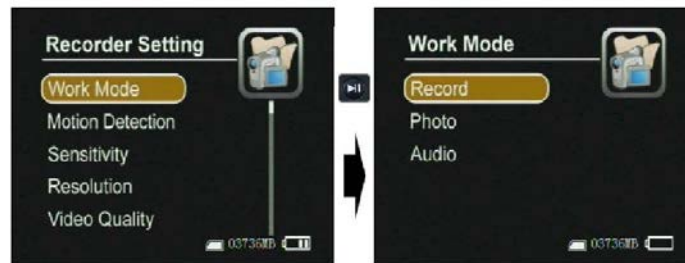 Recorder Setting
Work Mode
Motion Detection
Sensitivity
Resolution
Video Quality
03736MB
Work Mode
Record
Photo
Audio
03736MB